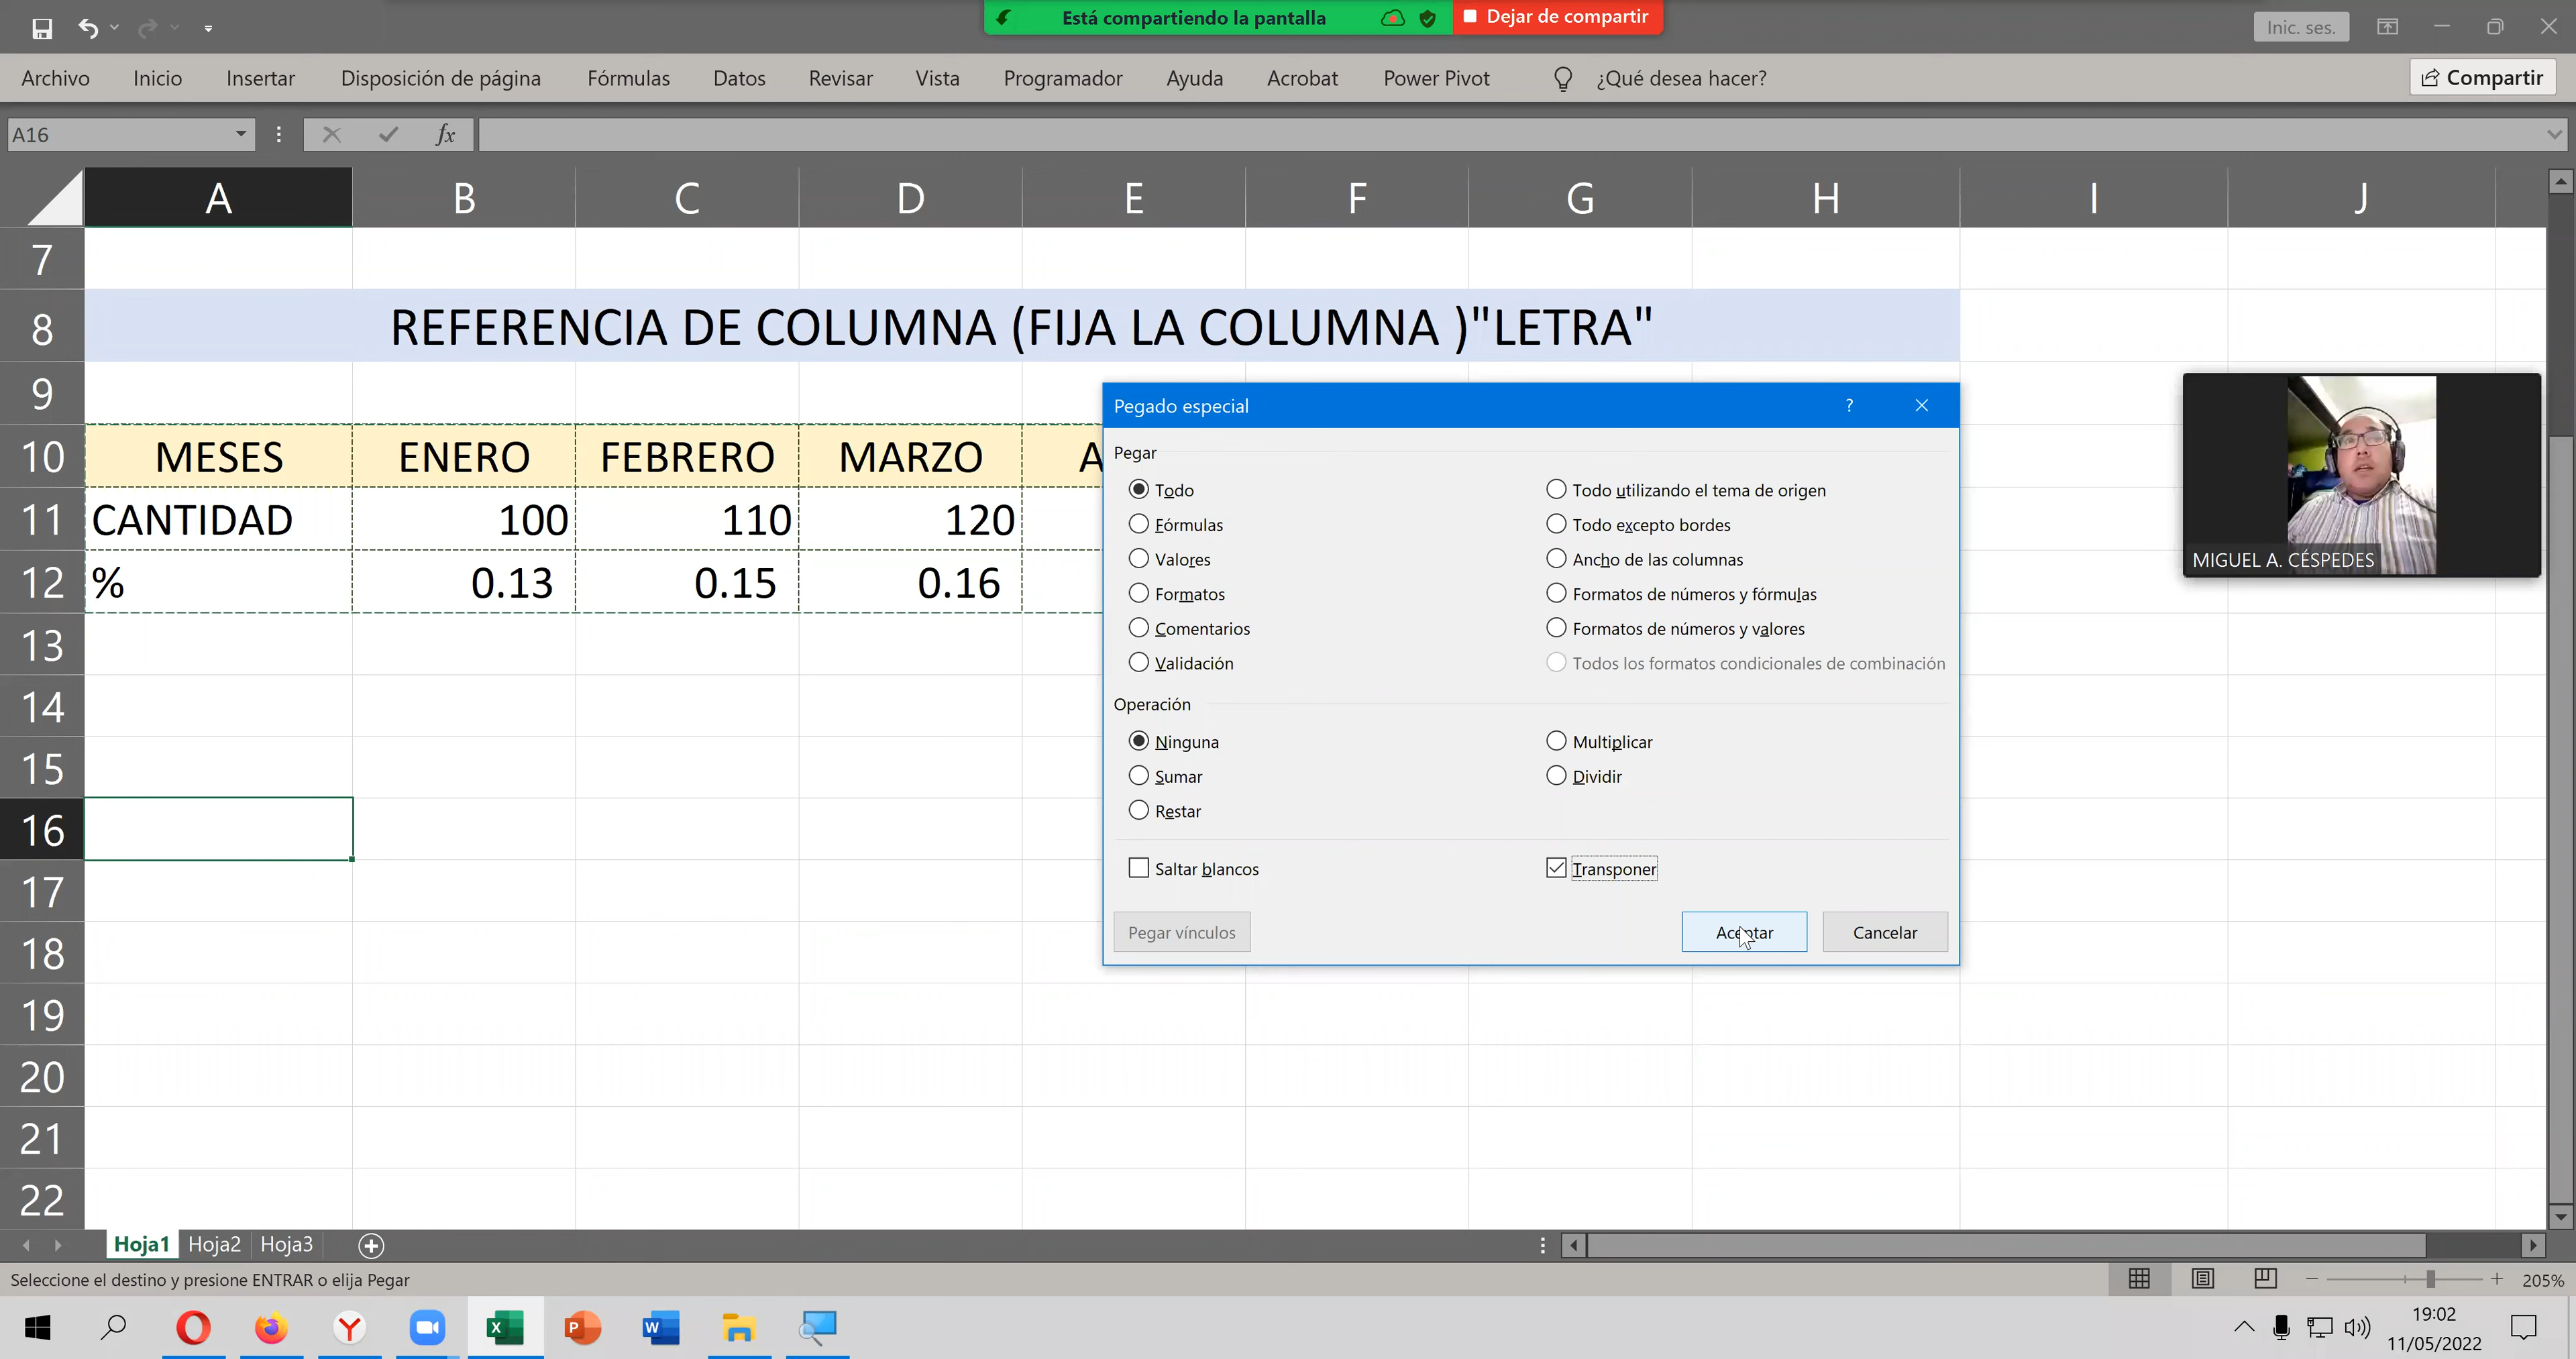 Está compartiendo la pantalla
Dejar de compartir
Inic. ses.
Archivo Inicio Insertar Disposición de página Fórmulas Datos Revisar Vista Programador Ayuda Acrobat Power Pivot ¿Qué desea hacer? Compartir
A16 fx
A B C D E F G H I J
7
8 REFERENCIA DE COLUMNA (FIJA LA COLUMNA )"LETRA"
9
10 MESES ENERO FEBRERO MARZO A
11 CANTIDAD 100 110 120
12 % 0.13 0.15 0.16
13
14
15
16
17
18
19
20
21
22
Pegado especial ?
Pegar
Todo Todo utilizando el tema de origen
Fórmulas Todo excepto bordes
Valores Ancho de las columnas
Formatos Formatos de números y fórmulas
Comentarios Formatos de números y valores
Validación Todos los formatos condicionales de combinación
Operación
Ninguna Multiplicar
Sumar Dividir
Restar
Saltar blancos Transponer
Pegar vínculos Aceptar Cancelar
MIGUEL A. CÉSPEDES
Hoja1 Hoja2 Hoja3
Seleccione el destino y presione ENTRAR o elija Pegar
205%
19:02
11/05/2022